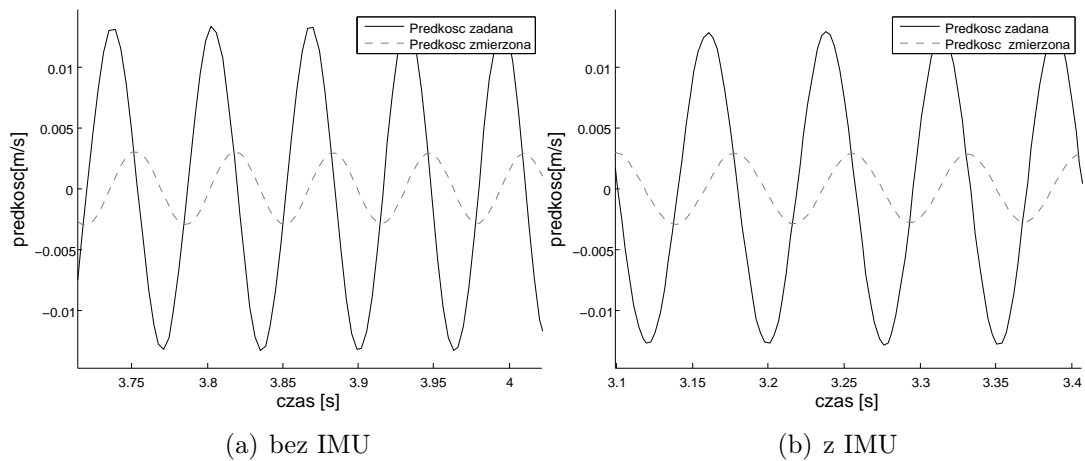 Predkosc zadana
Predkosc zmierzona
0.01
0.005
0
−0.005
−0.01
predkosc[m/s]
3.75
3.8
3.85
3.9
3.95
4
czas [s]
(a) bez IMU
Predkosc zadana
Predkosc zmierzona
0.01
0.005
0
−0.005
−0.01
predkosc[m/s]
3.1
3.15
3.2
3.25
3.3
3.35
3.4
czas [s]
(b) z IMU